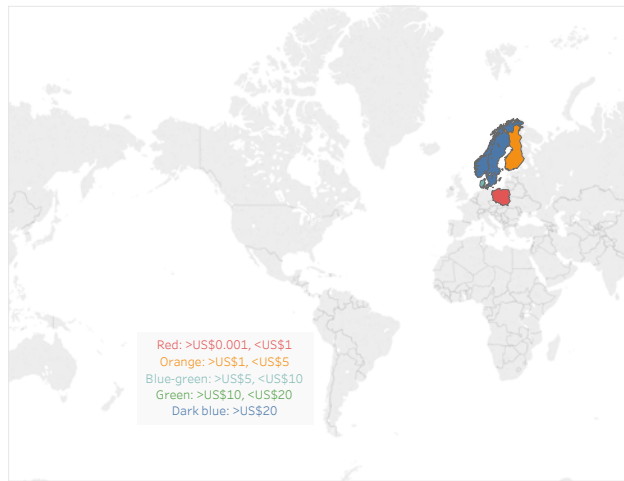 Red: >US$0.001, <US$1
Orange: >US$1, <US$5
Blue-green: >US$5, <US$10
Green: >US$10, <US$20
Dark blue: >US$20